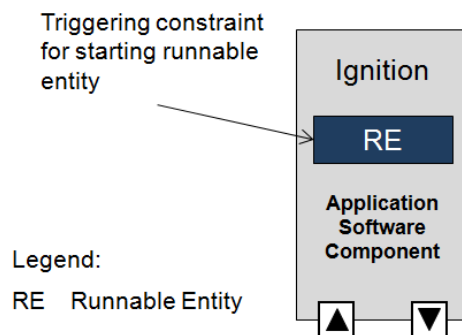 Triggering constraint
for starting runnable
entity
Ignition
RE
Application
Software
Component
Legend:
RE Runnable Entity